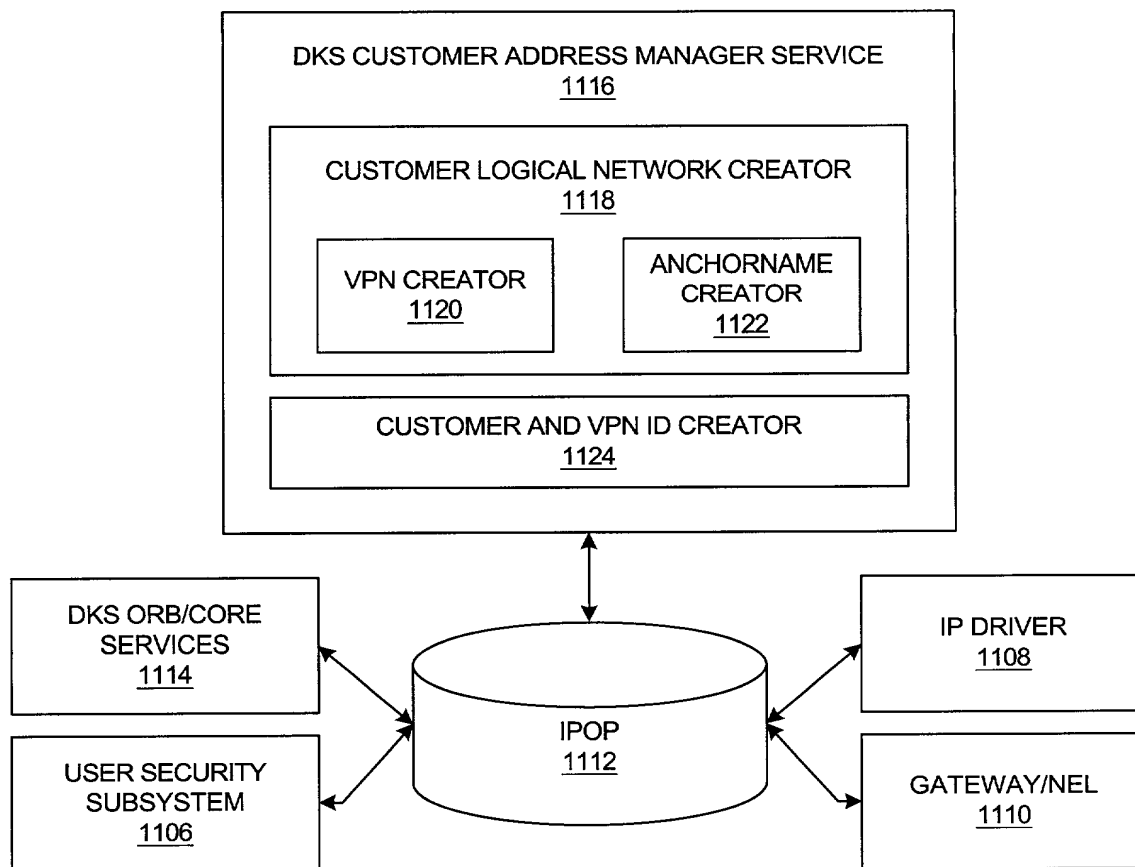 DKS CUSTOMER ADDRESS MANAGER SERVICE
1116
CUSTOMER LOGICAL NETWORK CREATOR
1118
VPN CREATOR
1120
ANCHORNAME
CREATOR
1122
CUSTOMER AND VPN ID CREATOR
1124
DKS ORB/CORE
SERVICES
1114
USER SECURITY
SUBSYSTEM
1106
IPOP
1112
IP DRIVER
1108
GATEWAY/NEL
1110